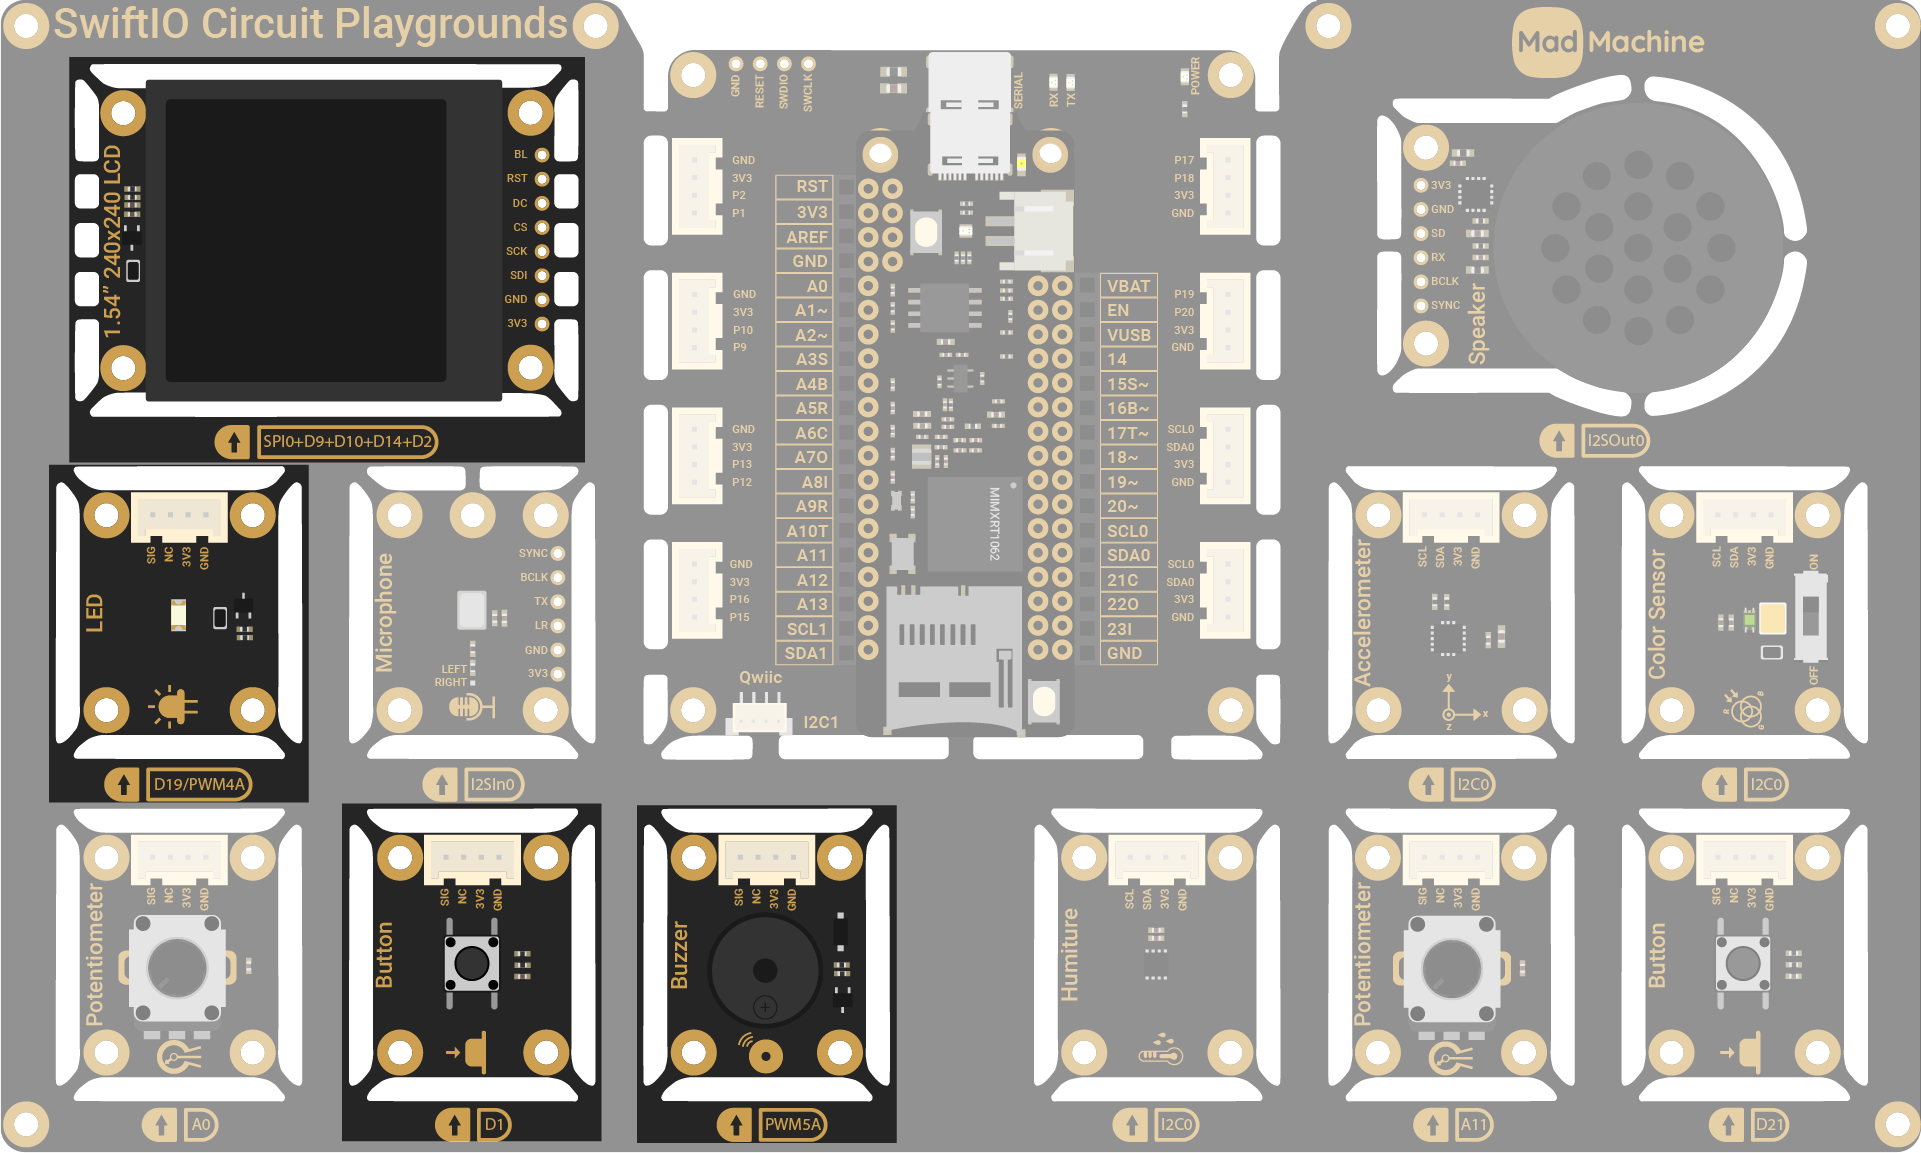 SwiftIO Circuit Playgrounds
Mad Machine
1.54” 240x240 LCD
BL
RST
DC
CS
SCK
SDI
GND
3V3
SPI0+D9+D10+D14+D2
GND
RESET
SWDIO
SWCLK
SERIAL
RX
TX
POWER
GND
3V3
P2
P1
GND
3V3
P10
P9
GND
3V3
P13
P12
GND
3V3
P16
P15
RST
3V3
AREF
GND
A0
A1~
A2~
A3S
A4B
A5R
A6C
A7O
A8I
A9R
A10T
A11
A12
A13
SCL1
SDA1
Qwiic
I2C1
MIMXRT1062
VBAT
EN
VUSB
14
15S~
16B~
17T~
18~
19~
20~
SCL0
SDA0
21C
22O
23I
GND
P17
P18
3V3
GND
P19
P20
3V3
GND
SCL0
SDA0
3V3
GND
SCL0
SDA0
3V3
GND
3V3
GND
SD
RX
BCLK
SYNC
Speaker
I2SOut0
LED
SIG
NC
3V3
GND
D19/PWM4A
Microphone
SYNC
BCLK
TX
LR
GND
3V3
LEFT
RIGHT
I2SIn0
Accelerometer
SCL
SDA
3V3
GND
y
x
z
I2C0
Color Sensor
SCL
SDA
3V3
GND
ON
OFF
R
B
G
I2C0
Potentiometer
SIG
NC
3V3
GND
A0
Button
SIG
NC
3V3
GND
D1
Buzzer
SIG
NC
3V3
GND
PWM5A
Humiture
SCL
SDA
3V3
GND
I2C0
Potentiometer
SIG
NC
3V3
GND
A11
Button
SIG
NC
3V3
GND
D21